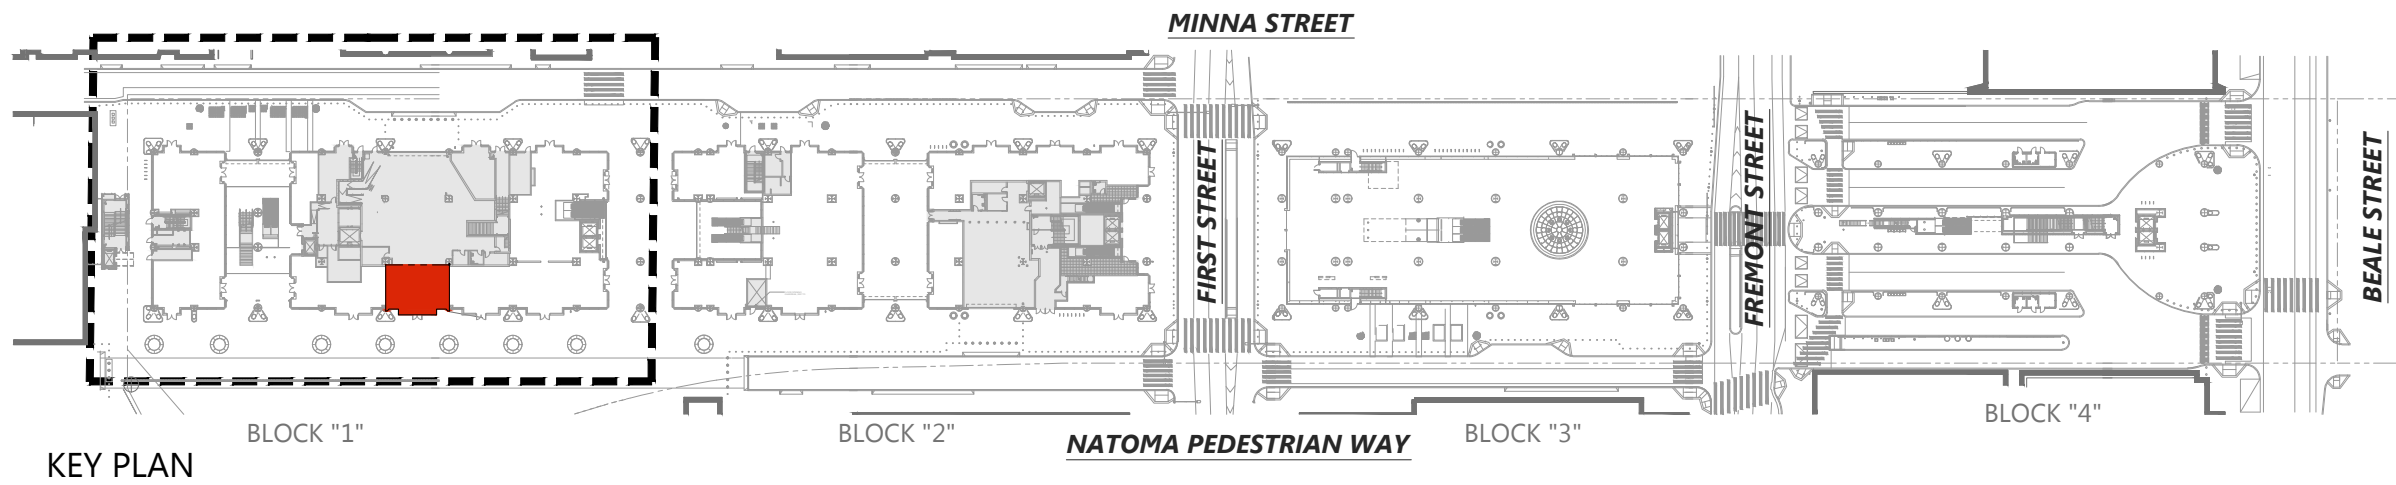 MINNA STREET
FIRST STREET
FREMONT STREET
BEALE STREET
BLOCK "1"
BLOCK "2"
NATOMA PEDESTRIAN WAY
BLOCK "3"
BLOCK "4"
KEY PLAN